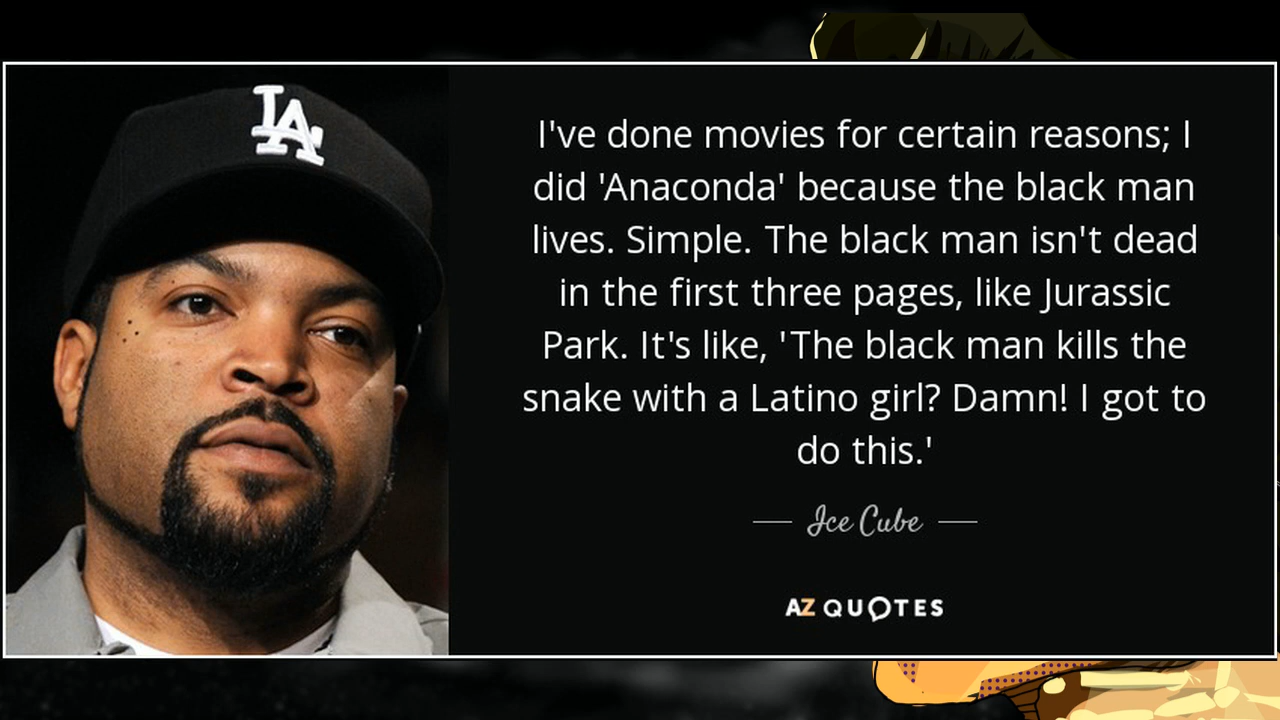 LA
I've done movies for certain reasons; I
did 'Anaconda' because the black man
lives. Simple. The black man isn't dead
in the first three pages, like Jurassic
Park. It's like, 'The black man kills the
snake with a Latino girl? Damn! I got to
do this.'
Ice Cube
AZ QUOTES